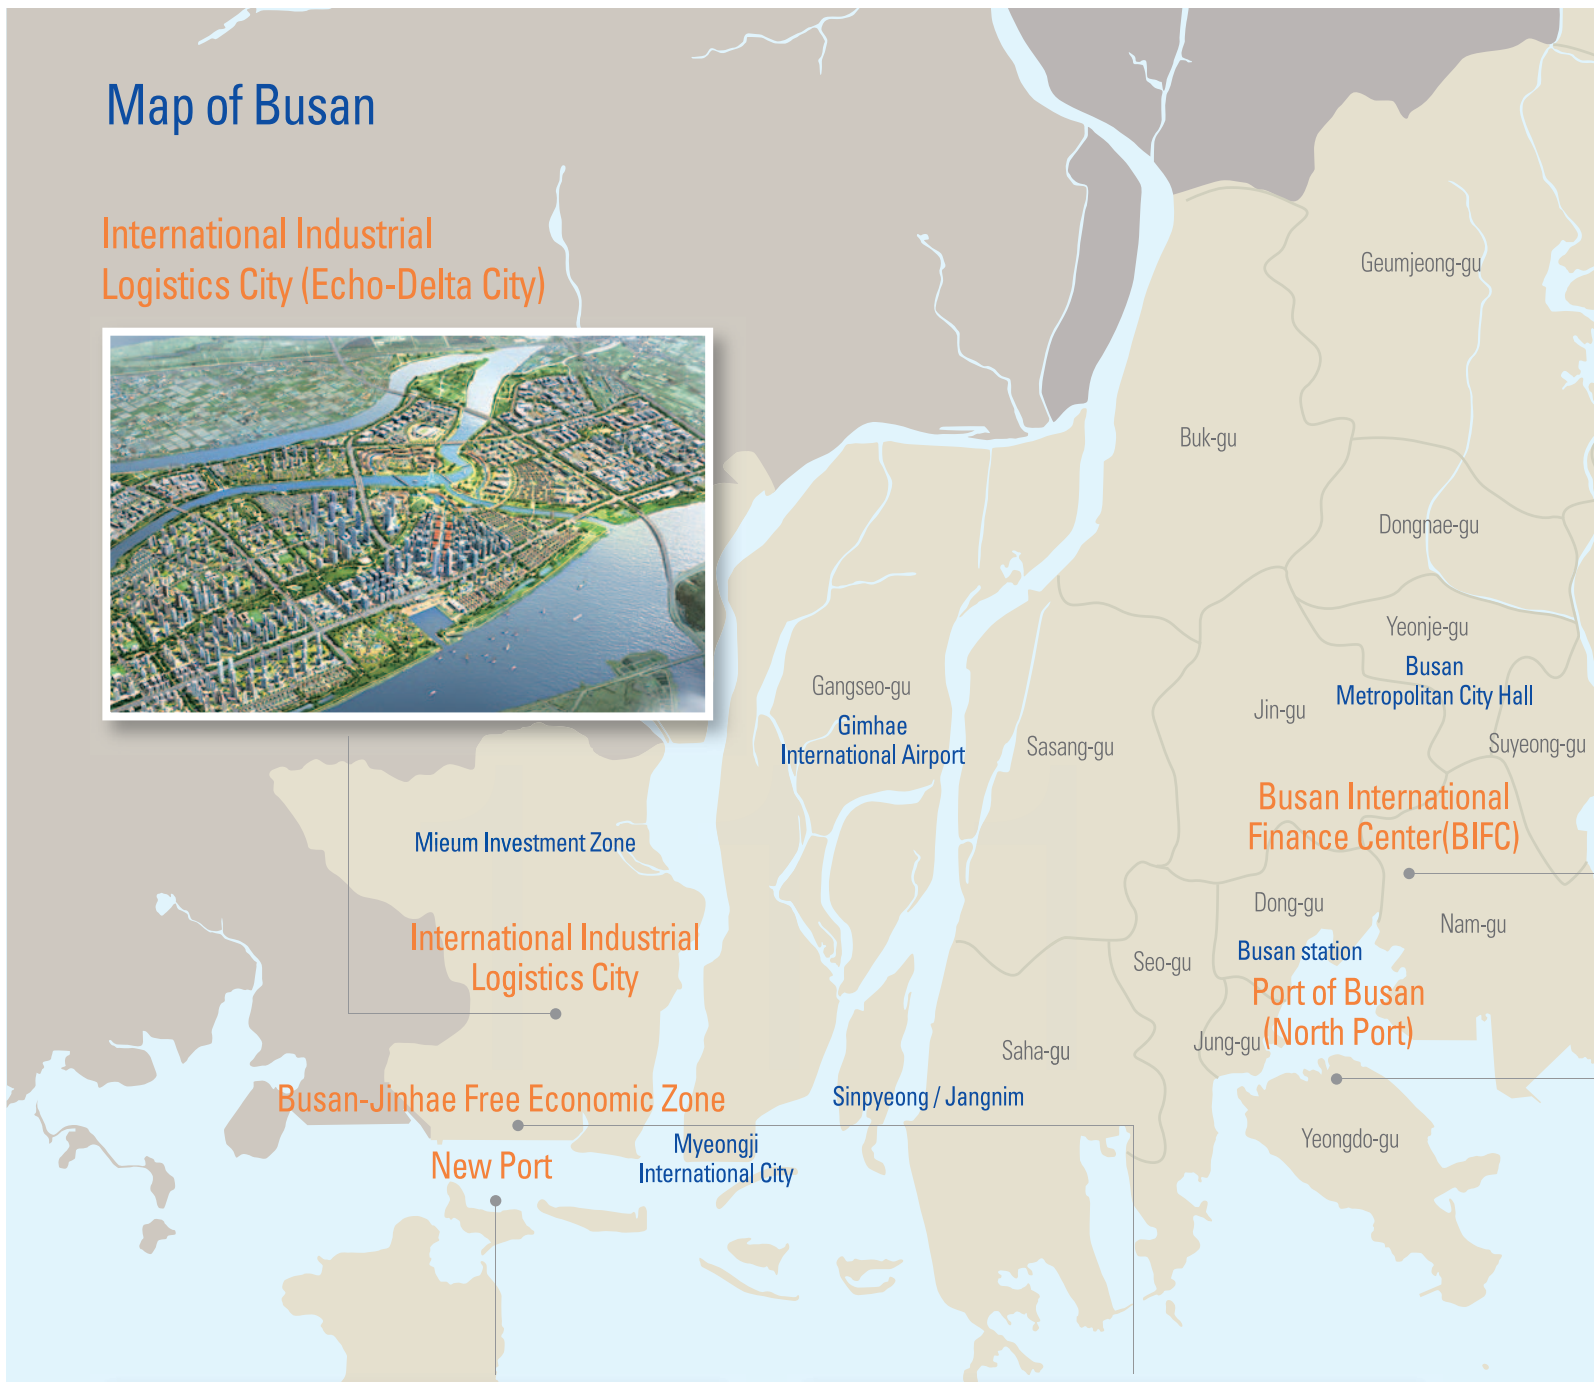 Map of Busan
International Industrial
Logistics City (Echo-Delta City)
Geumjeong-gu
Buk-gu
Dongnae-gu
Yeonje-gu
Busan
Metropolitan City Hall
Gangseo-gu
Gimhae
International Airport
Jin-gu
Sasang-gu
Suyeong-gu
Busan International
Finance Center(BIFC)
Mieum Investment Zone
Dong-gu
Nam-gu
International Industrial
Logistics City
Busan station
Seo-gu
Port of Busan
(North Port)
Jung-gu
Saha-gu
Busan-Jinhae Free Economic Zone
Sinpyeong / Jangnim
Yeongdo-gu
Myeongji
International City
New Port